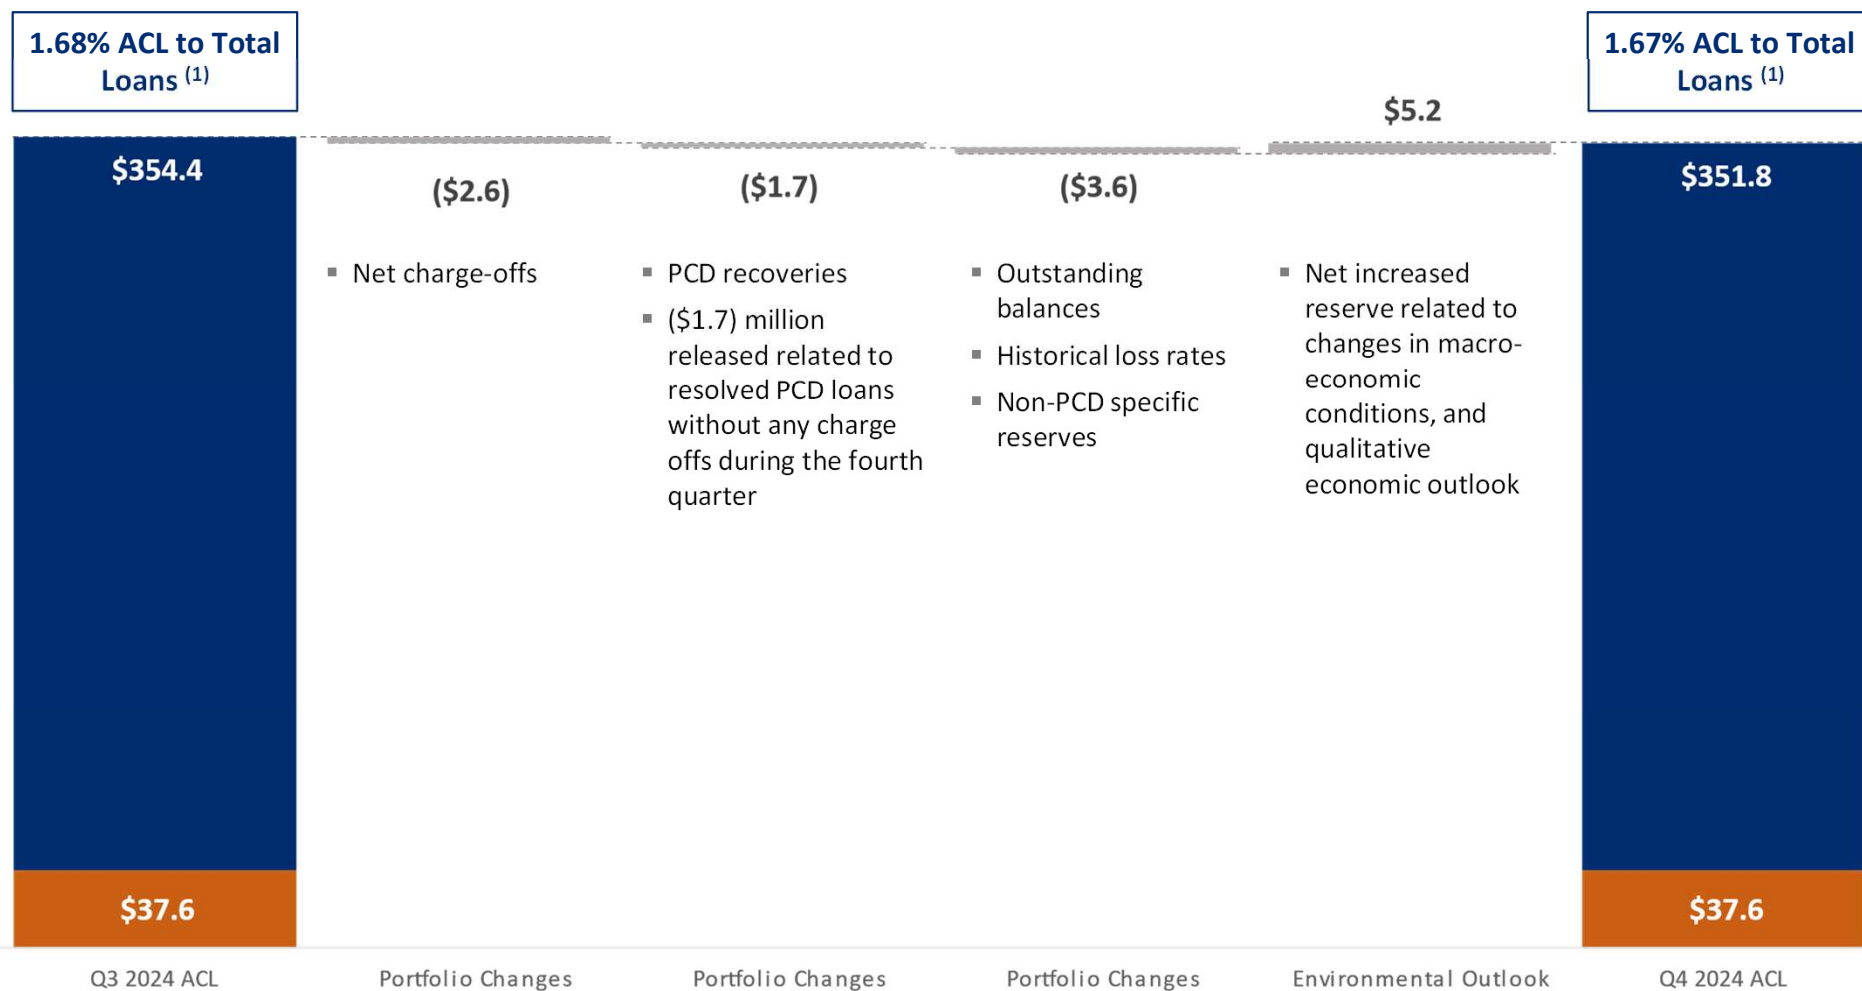 1.68% ACL to Total
Loans (1)
1.67% ACL to Total
Loans (1)
$5.2
$354.4
($2.6)
($1.7)
($3.6)
$351.8
▪ Net charge-offs
▪ PCD recoveries
▪ ($1.7) million
released related to
resolved PCD loans
without any charge
offs during the fourth
quarter
▪ Outstanding
balances
▪ Historical loss rates
▪ Non-PCD specific
reserves
▪ Net increased
reserve related to
changes in macro-
economic
conditions, and
qualitative
economic outlook
$37.6
$37.6
Q3 2024 ACL
Portfolio Changes
Portfolio Changes
Portfolio Changes
Environmental Outlook
Q4 2024 ACL